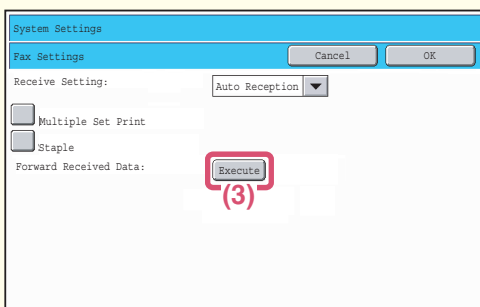 System Settings
Fax Settings Cancel OK
Receive Setting: Auto Reception
Multiple Set Print
Staple
Forward Received Data: Execute
(3)